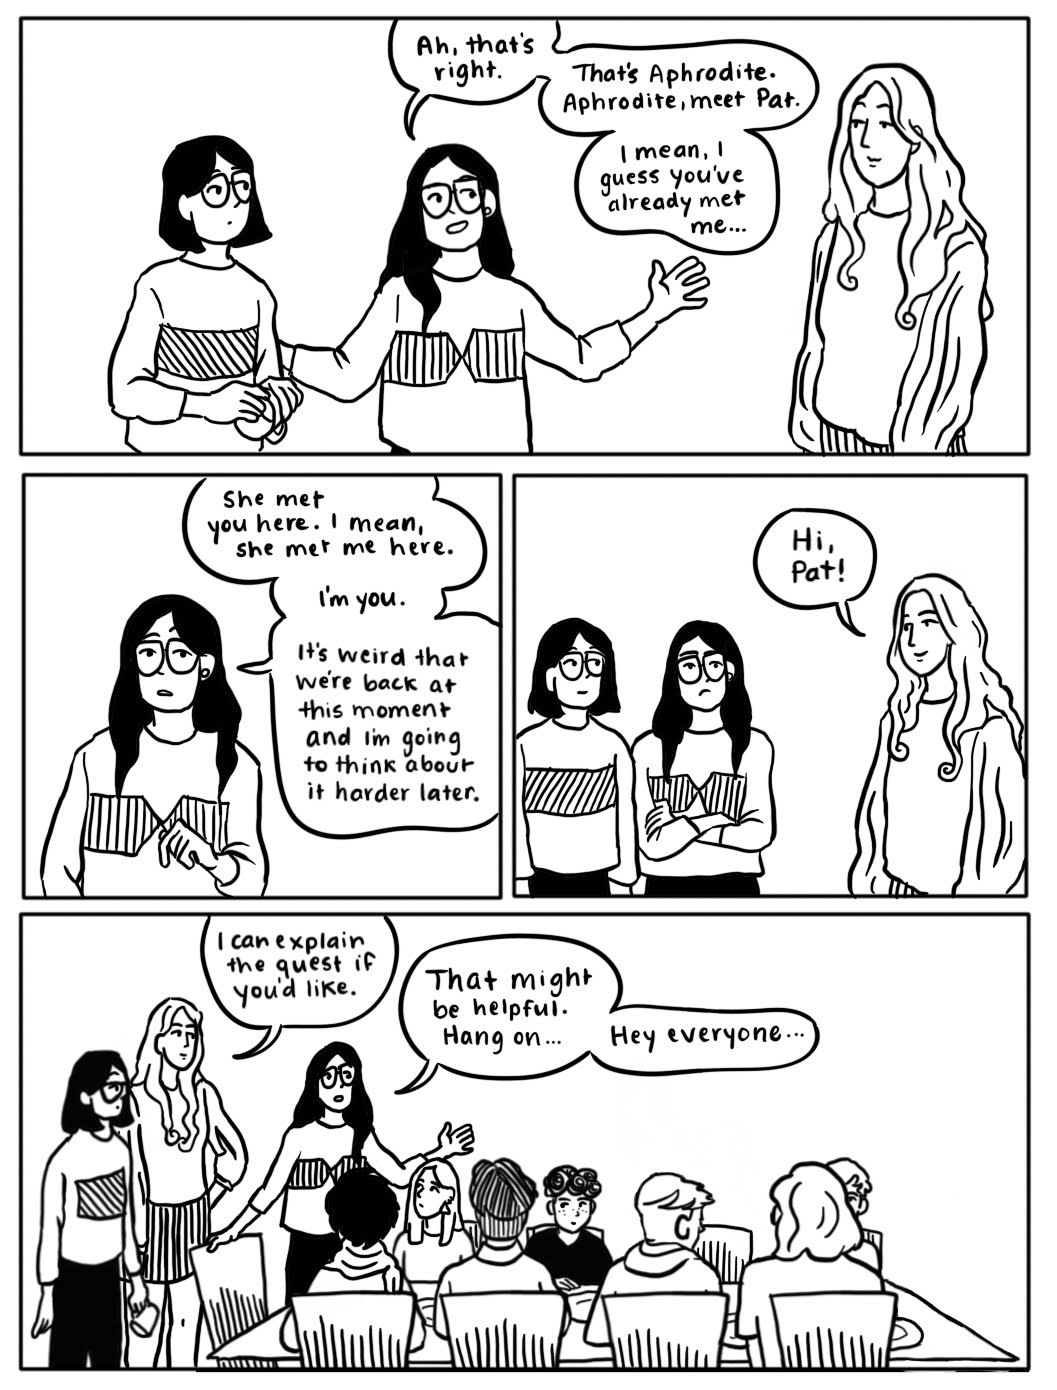 Ah, that's
right.
That's Aphrodite.
Aphrodite, meet Pat.
I mean, I
guess you've
already met
me...
She met
you here. I mean,
she met me here.
I'm you.
It's weird that
we're back at
this moment
and I'm going
to think about
it harder later.
Hi,
Pat!
I can explain
the quest if
you'd like.
That might
be helpful.
Hang on...
Hey everyone...